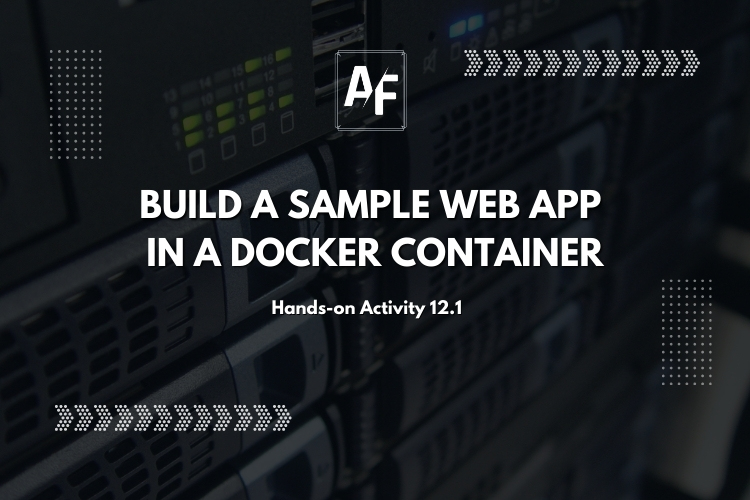 AF
BUILD A SAMPLE WEB APP
IN A DOCKER CONTAINER
Hands-on Activity 12.1